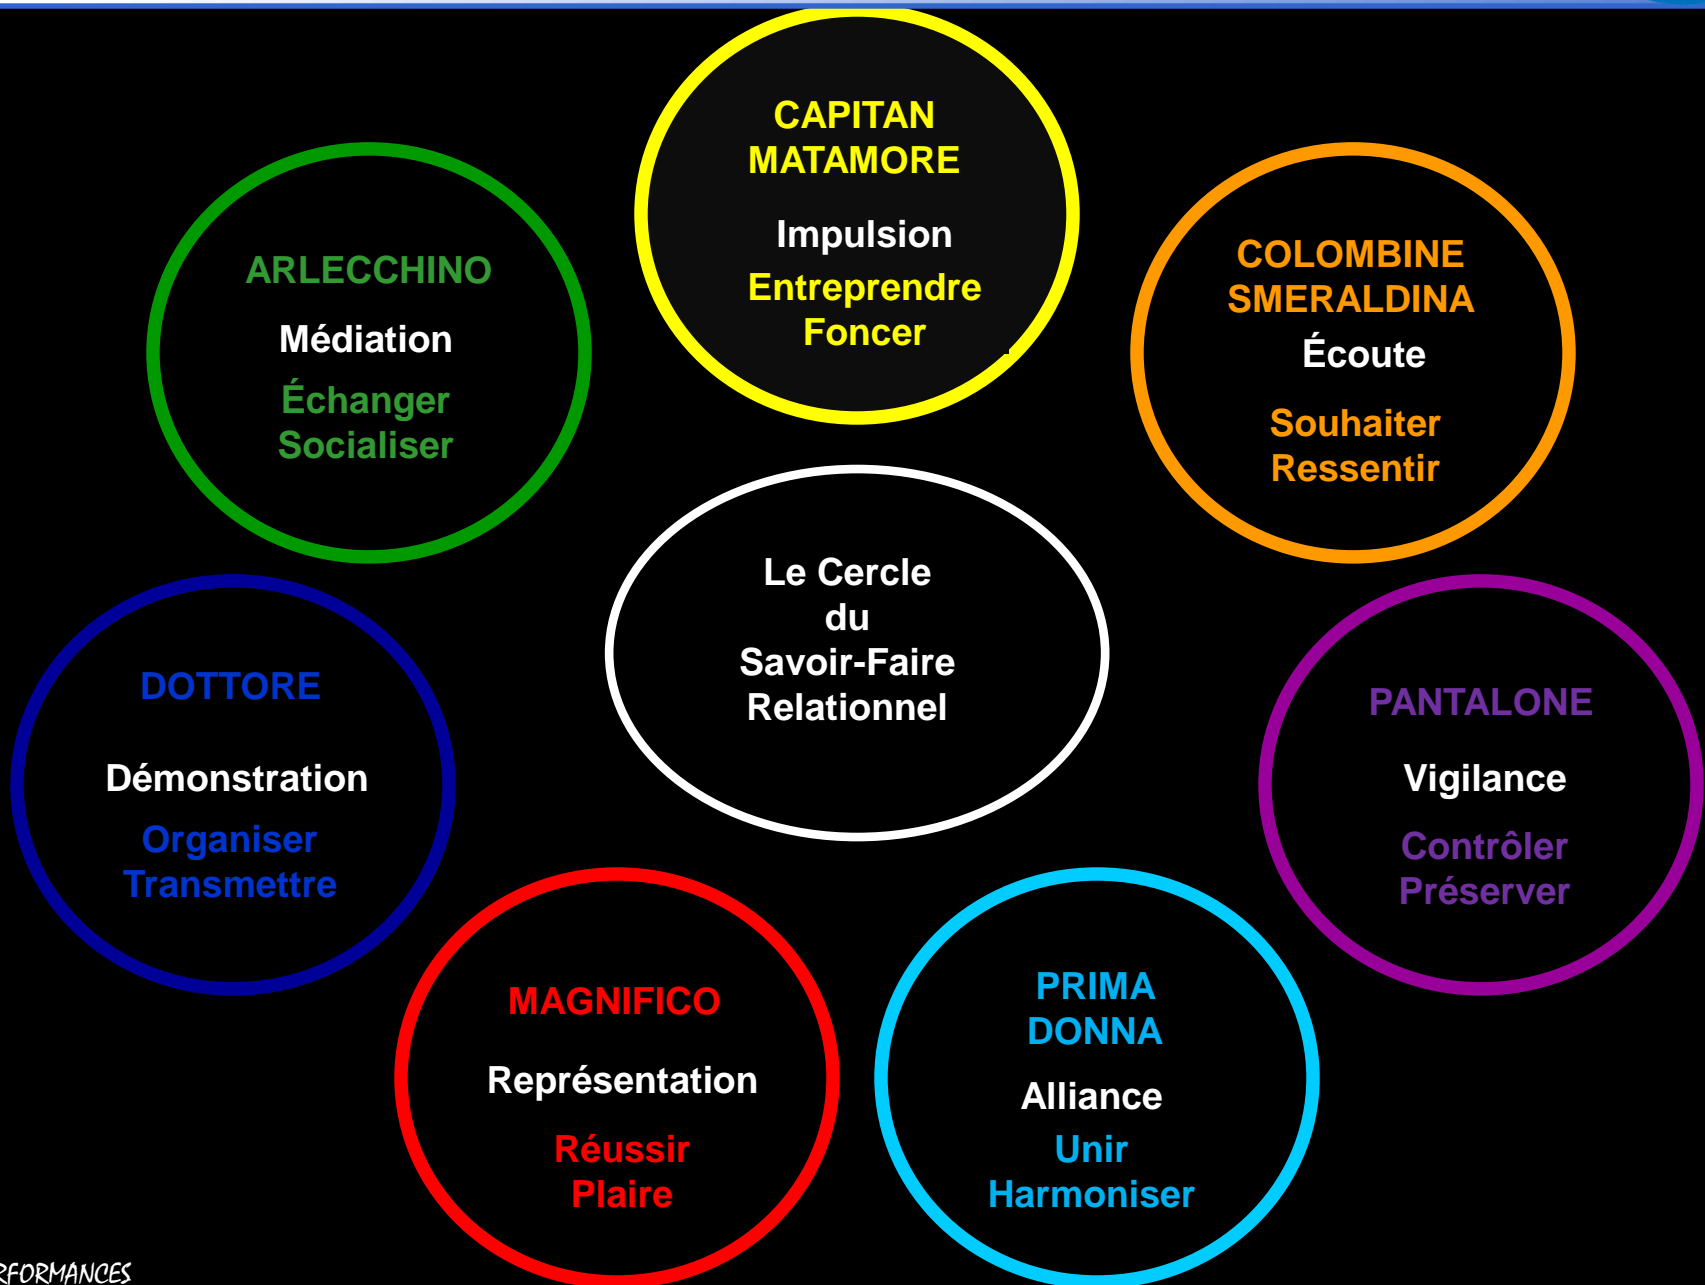 CAPITAN
MATAMORE
Impulsion
Entreprendre
Foncer
COLOMBINE
SMERALDINA
Écoute
Souhaiter
Ressentir
PANTALONE
Vigilance
Contrôler
Préserver
PRIMA
DONNA
Alliance
Unir
Harmoniser
MAGNIFICO
Représentation
Réussir
Plaire
DOTTORE
Démonstration
Organiser
Transmettre
ARLECCHINO
Médiation
Échanger
Socialiser
Le Cercle
du
Savoir-Faire
Relationnel